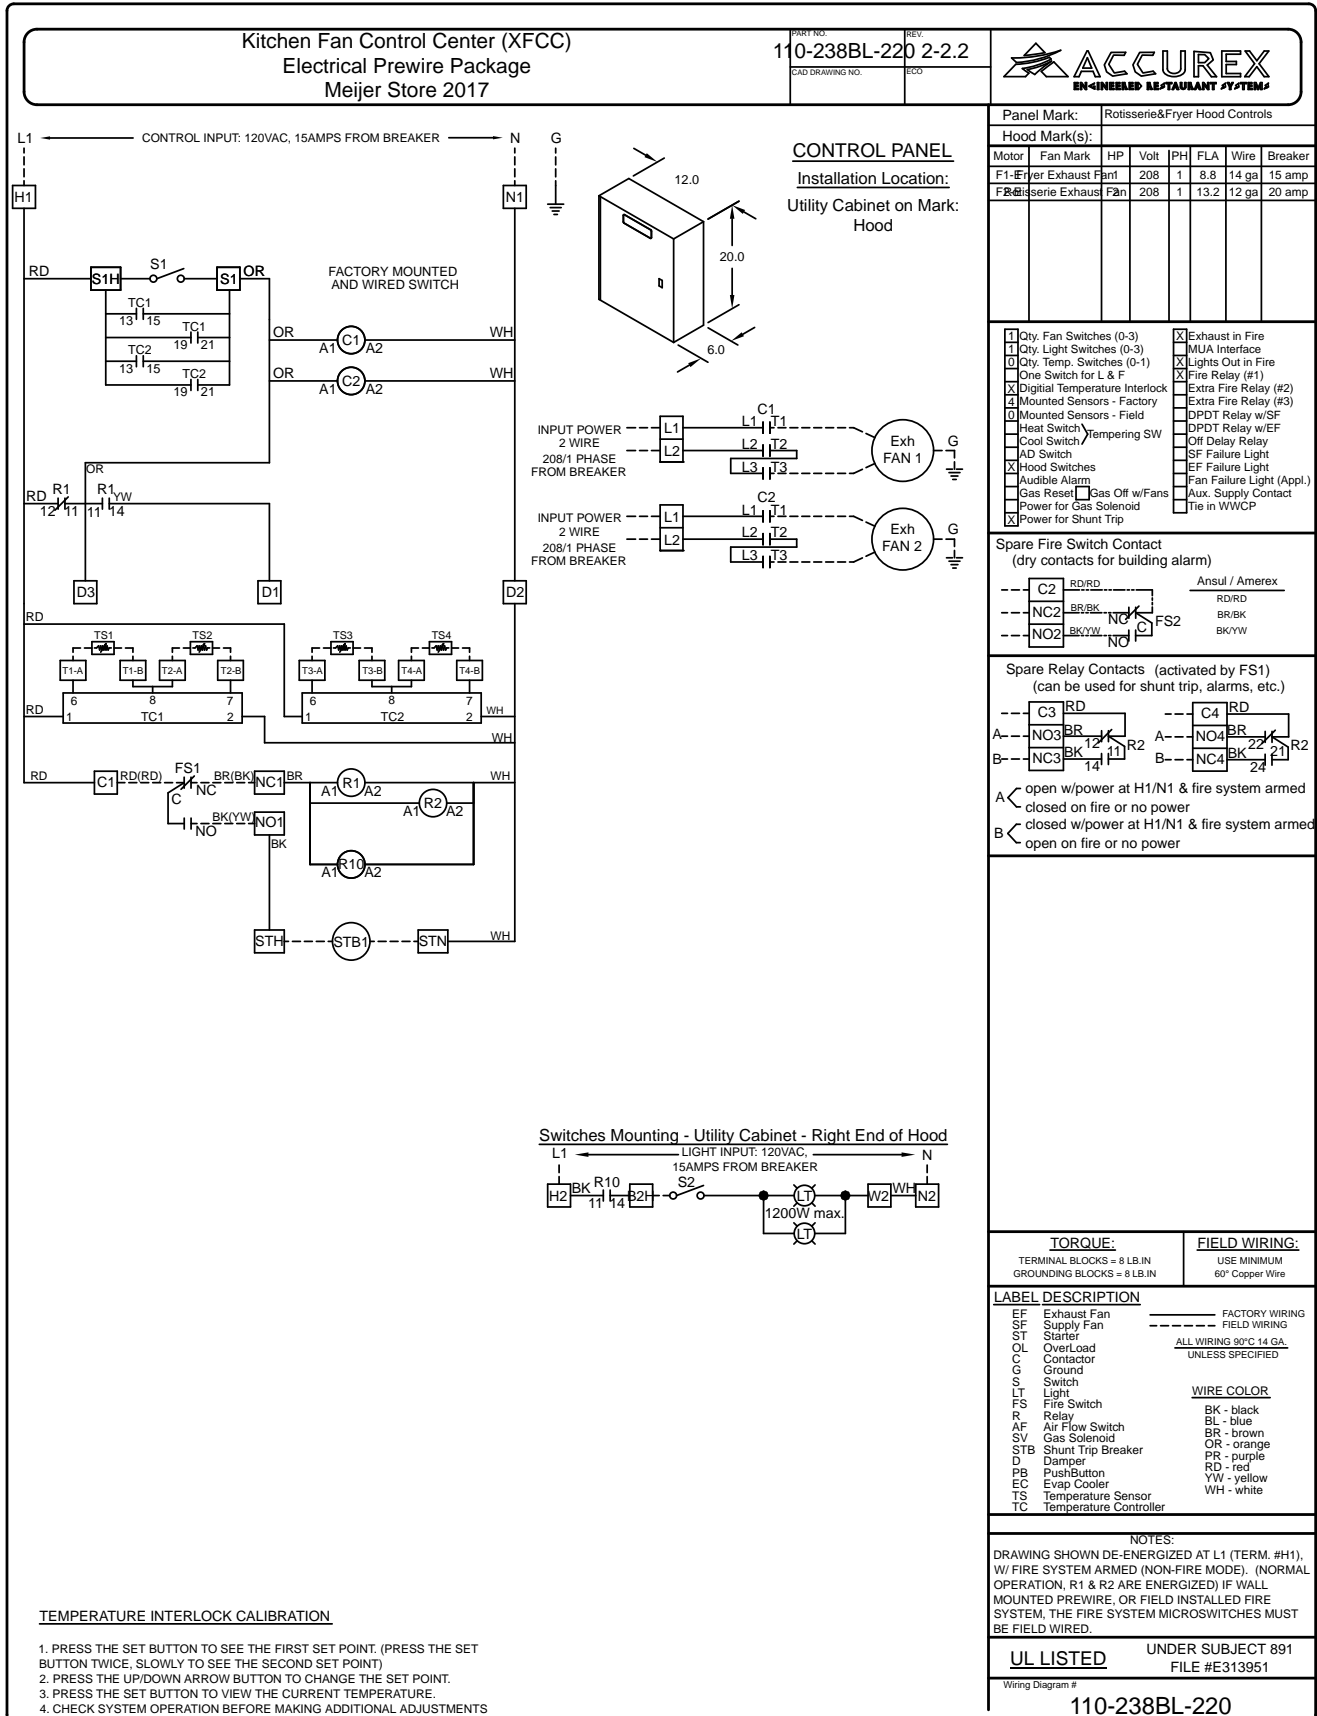 Kitchen Fan Control Center (XFCC)
Electrical Prewire Package
Meijer Store 2017
PART NO.
110-238BL-220
REV.
2-2.2
CAD DRAWING NO.
ECO
ACCUREX
ENGINEERED RESTAURANT SYSTEMS
L1
CONTROL INPUT: 120VAC, 15AMPS FROM BREAKER
N
G
H1
N1
RD
S1H
S1
S1
OR
FACTORY MOUNTED
AND WIRED SWITCH
TC1
13 15
TC1
19 21
TC2
13 15
TC2
19 21
OR
A1 C1 A2
WH
OR
A1 C2 A2
WH
OR
RD R1
12 11
R1 YW
11 14
D3
D1
D2
RD
TS1
TS2
TS3
TS4
T1-A
T1-B
T2-A
T2-B
T3-A
T3-B
T4-A
T4-B
6 8 7
6 8 7
RD
1 TC1 2
1 TC2 2
WH
WH
RD
C1
RD(RD)
FS1
C
NC
BR(BK)
NC1
BR
A1 R1 A2
WH
A1 R2 A2
NO
BK(YW)
NO1
BK
A1 R10 A2
STH
STB1
STN
WH
CONTROL PANEL
Installation Location:
Utility Cabinet on Mark:
Hood
12.0
20.0
6.0
INPUT POWER
2 WIRE
208/1 PHASE
FROM BREAKER
L1
L2
C1
L1 T1
L2 T2
L3 T3
Exh
FAN 1
G
INPUT POWER
2 WIRE
208/1 PHASE
FROM BREAKER
L1
L2
C2
L1 T1
L2 T2
L3 T3
Exh
FAN 2
G
Switches Mounting - Utility Cabinet - Right End of Hood
L1
LIGHT INPUT: 120VAC,
15AMPS FROM BREAKER
N
H2
BK R10
11 14
B2H
S2
LT
1200W max.
LT
W2
WH
N2
TEMPERATURE INTERLOCK CALIBRATION
1. PRESS THE SET BUTTON TO SEE THE FIRST SET POINT. (PRESS THE SET
BUTTON TWICE, SLOWLY TO SEE THE SECOND SET POINT)
2. PRESS THE UP/DOWN ARROW BUTTON TO CHANGE THE SET POINT.
3. PRESS THE SET BUTTON TO VIEW THE CURRENT TEMPERATURE.
4. CHECK SYSTEM OPERATION BEFORE MAKING ADDITIONAL ADJUSTMENTS
Panel Mark: Rotisserie&Fryer Hood Controls
Hood Mark(s):
Motor Fan Mark HP Volt PH FLA Wire Breaker
F1-E Fryer Exhaust Fan 1 208 1 8.8 14 ga 15 amp
F2-E Rotisserie Exhaust Fan 2 208 1 13.2 12 ga 20 amp
1 Qty. Fan Switches (0-3)
1 Qty. Light Switches (0-3)
0 Qty. Temp. Switches (0-1)
One Switch for L & F
X Digitial Temperature Interlock
4 Mounted Sensors - Factory
0 Mounted Sensors - Field
Heat Switch
Cool Switch
Tempering SW
AD Switch
X Hood Switches
Audible Alarm
Gas Reset
Gas Off w/Fans
Power for Gas Solenoid
X Power for Shunt Trip
X Exhaust in Fire
MUA Interface
X Lights Out in Fire
X Fire Relay (#1)
Extra Fire Relay (#2)
Extra Fire Relay (#3)
DPDT Relay w/SF
DPDT Relay w/EF
Off Delay Relay
SF Failure Light
EF Failure Light
Fan Failure Light (Appl.)
Aux. Supply Contact
Tie in WWCP
Spare Fire Switch Contact
(dry contacts for building alarm)
C2 RD/RD
NC2 BR/BK
NO2 BK/YW
NC
C
NO
FS2
Ansul / Amerex
RD/RD
BR/BK
BK/YW
Spare Relay Contacts (activated by FS1)
(can be used for shunt trip, alarms, etc.)
C3 RD
A NO3 BR
12
B NC3 BK
14 11
R2
C4 RD
A NO4 BR
22
B NC4 BK
24 21
R2
A
open w/power at H1/N1 & fire system armed
closed on fire or no power
B
closed w/power at H1/N1 & fire system armed
open on fire or no power
TORQUE:
TERMINAL BLOCKS = 8 LB.IN
GROUNDING BLOCKS = 8 LB.IN
FIELD WIRING:
USE MINIMUM
60° Copper Wire
LABEL DESCRIPTION
EF Exhaust Fan
SF Supply Fan
ST Starter
OL OverLoad
C Contactor
G Ground
S Switch
LT Light
FS Fire Switch
R Relay
AF Air Flow Switch
SV Gas Solenoid
STB Shunt Trip Breaker
D Damper
PB PushButton
EC Evap Cooler
TS Temperature Sensor
TC Temperature Controller
FACTORY WIRING
FIELD WIRING
ALL WIRING 90°C 14 GA.
UNLESS SPECIFIED
WIRE COLOR
BK - black
BL - blue
BR - brown
OR - orange
PR - purple
RD - red
YW - yellow
WH - white
NOTES:
DRAWING SHOWN DE-ENERGIZED AT L1 (TERM. #H1),
W/ FIRE SYSTEM ARMED (NON-FIRE MODE). (NORMAL
OPERATION, R1 & R2 ARE ENERGIZED) IF WALL
MOUNTED PREWIRE, OR FIELD INSTALLED FIRE
SYSTEM, THE FIRE SYSTEM MICROSWITCHES MUST
BE FIELD WIRED.
UL LISTED
UNDER SUBJECT 891
FILE #E313951
Wiring Diagram #
110-238BL-220